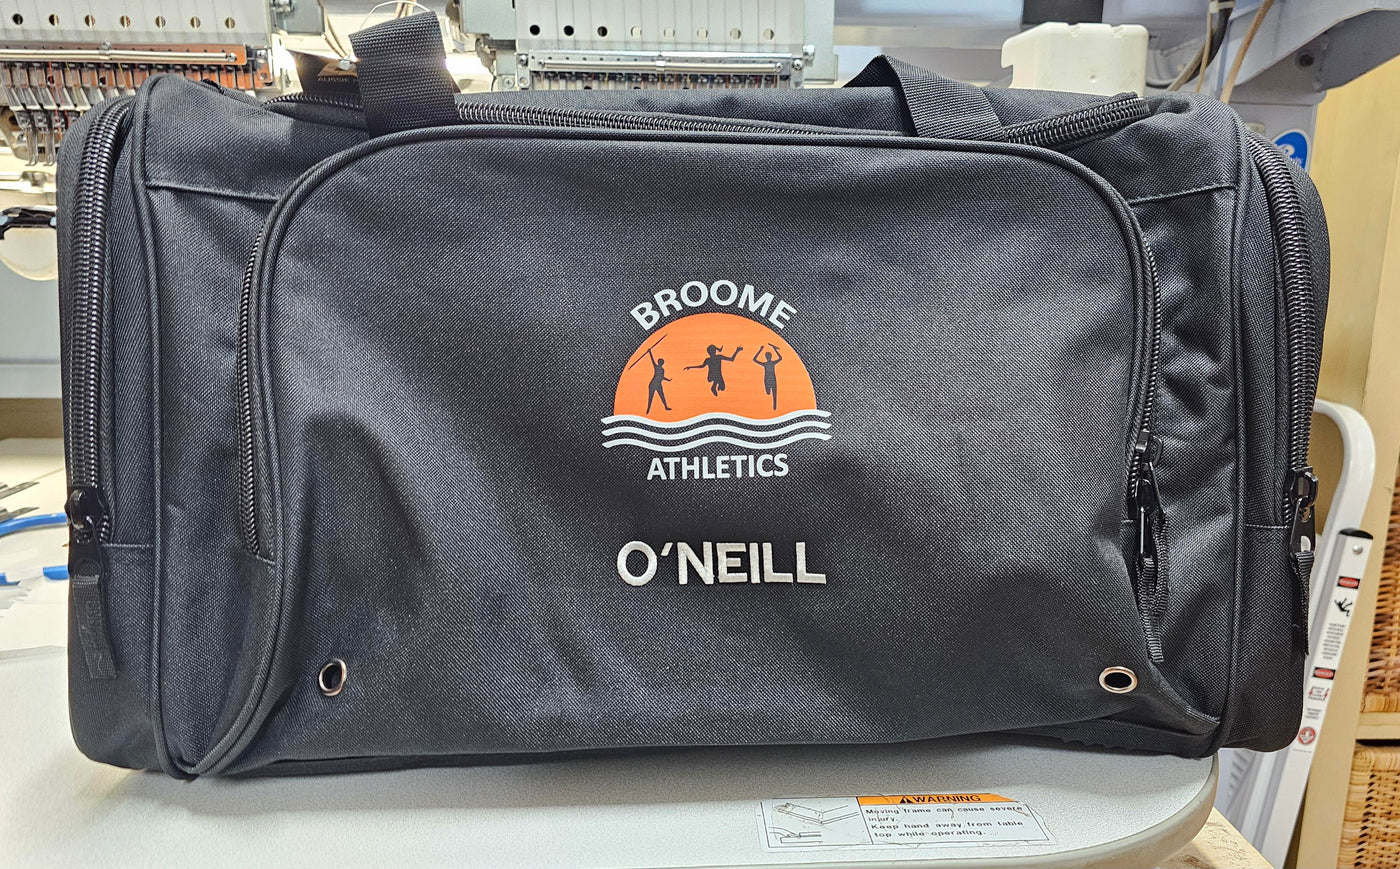 BROOME
ATHLETICS
O'NEILL
WARNING
Moving frame can cause severe
injury.
Keep hand away from table
top while operating.